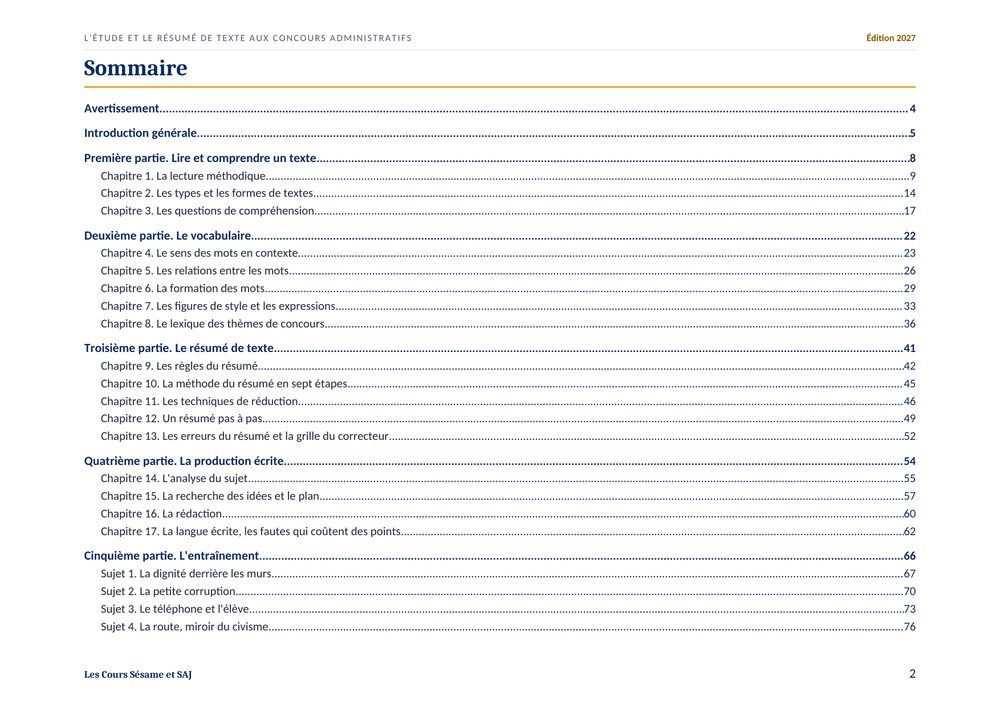 L'ÉTUDE ET LE RÉSUMÉ DE TEXTE AUX CONCOURS ADMINISTRATIFS Édition 2027
Sommaire
Avertissement 4
Introduction générale 5
Première partie. Lire et comprendre un texte 8
Chapitre 1. La lecture méthodique 9
Chapitre 2. Les types et les formes de textes 14
Chapitre 3. Les questions de compréhension 17
Deuxième partie. Le vocabulaire 22
Chapitre 4. Le sens des mots en contexte 23
Chapitre 5. Les relations entre les mots 26
Chapitre 6. La formation des mots 29
Chapitre 7. Les figures de style et les expressions 33
Chapitre 8. Le lexique des thèmes de concours 36
Troisième partie. Le résumé de texte 41
Chapitre 9. Les règles du résumé 42
Chapitre 10. La méthode du résumé en sept étapes 45
Chapitre 11. Les techniques de réduction 46
Chapitre 12. Un résumé pas à pas 49
Chapitre 13. Les erreurs du résumé et la grille du correcteur 52
Quatrième partie. La production écrite 54
Chapitre 14. L'analyse du sujet 55
Chapitre 15. La recherche des idées et le plan 57
Chapitre 16. La rédaction 60
Chapitre 17. La langue écrite, les fautes qui coûtent des points 62
Cinquième partie. L'entraînement 66
Sujet 1. La dignité derrière les murs 67
Sujet 2. La petite corruption 70
Sujet 3. Le téléphone et l'élève 73
Sujet 4. La route, miroir du civisme 76
Les Cours Sésame et SAJ 2